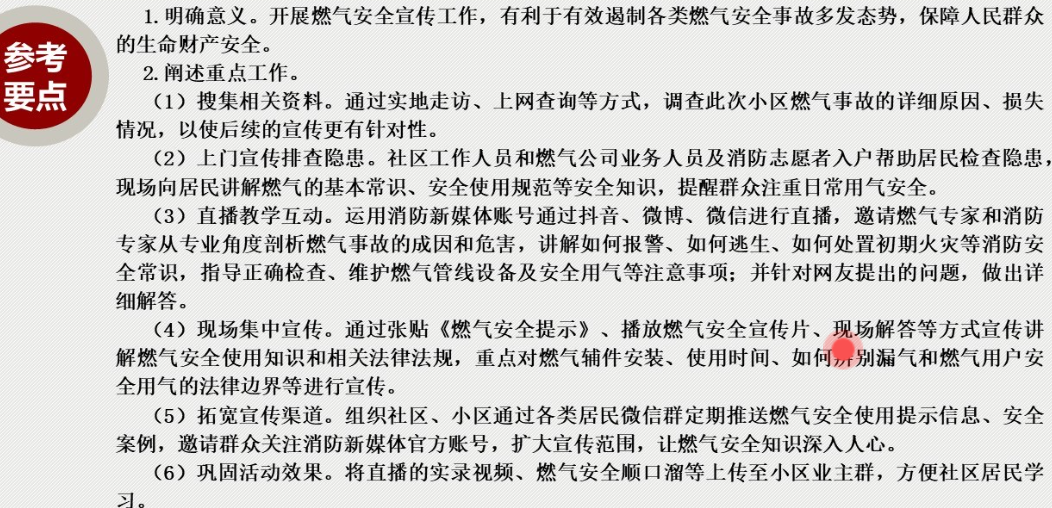 参考
要点
1.明确意义。开展燃气安全宣传工作，有利于有效遏制各类燃气安全事故多发态势，保障人民群众
的生命财产安全。
2.阐述重点工作。
（1）搜集相关资料。通过实地走访、上网查询等方式，调查此次小区燃气事故的详细原因、损失
情况，以使后续的宣传更有针对性。
（2）上门宣传排查隐患。社区工作人员和燃气公司业务人员及消防志愿者入户帮助居民检查隐患，
现场向居民讲解燃气的基本常识、安全使用规范等安全知识，提醒群众注重日常用气安全。
（3）直播教学互动。运用消防新媒体账号通过抖音、微博、微信进行直播，邀请燃气专家和消防
专家从专业角度剖析燃气事故的成因和危害，讲解如何报警、如何逃生、如何处置初期火灾等消防安
全常识，指导正确检查、维护燃气管线设备及安全用气等注意事项；并针对网友提出的问题，做出详
细解答。
（4）现场集中宣传。通过张贴《燃气安全提示》、播放燃气安全宣传片、现场解答等方式宣传讲
解燃气安全使用知识和相关法律法规，重点对燃气辅件安装、使用时间、如何辨别漏气和燃气用户安
全用气的法律边界等进行宣传。
（5）拓宽宣传渠道。组织社区、小区通过各类居民微信群定期推送燃气安全使用提示信息、安全
案例，邀请群众关注消防新媒体官方账号，扩大宣传范围，让燃气安全知识深入人心。
（6）巩固活动效果。将直播的实录视频、燃气安全顺口溜等上传至小区业主群，方便社区居民学
习。